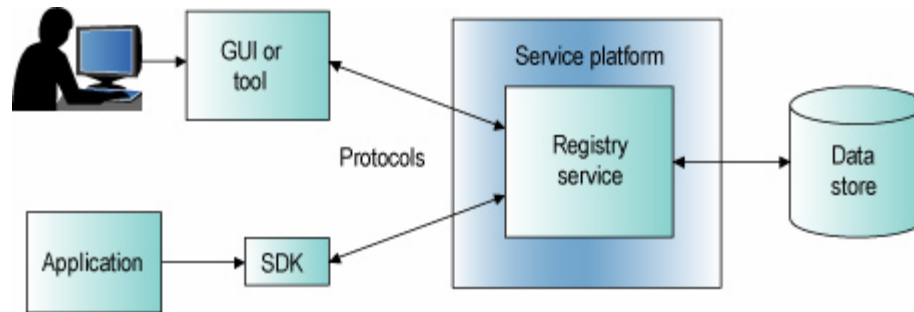 GUI or
tool
Service platform
Protocols
Registry
service
Data
store
Application
SDK